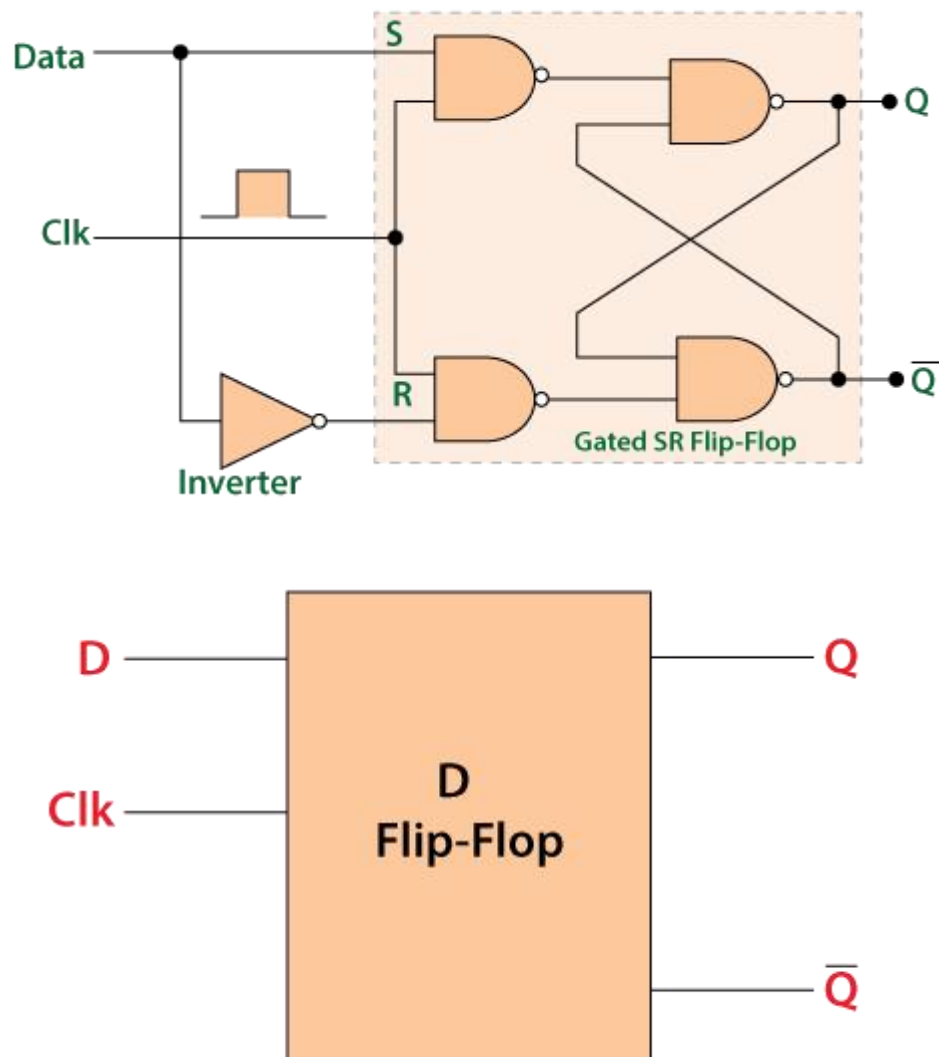 Data
S
Q
Clk
R
Q̅
Gated SR Flip-Flop
Inverter
D
Q
D
Clk
Flip-Flop
Q̅